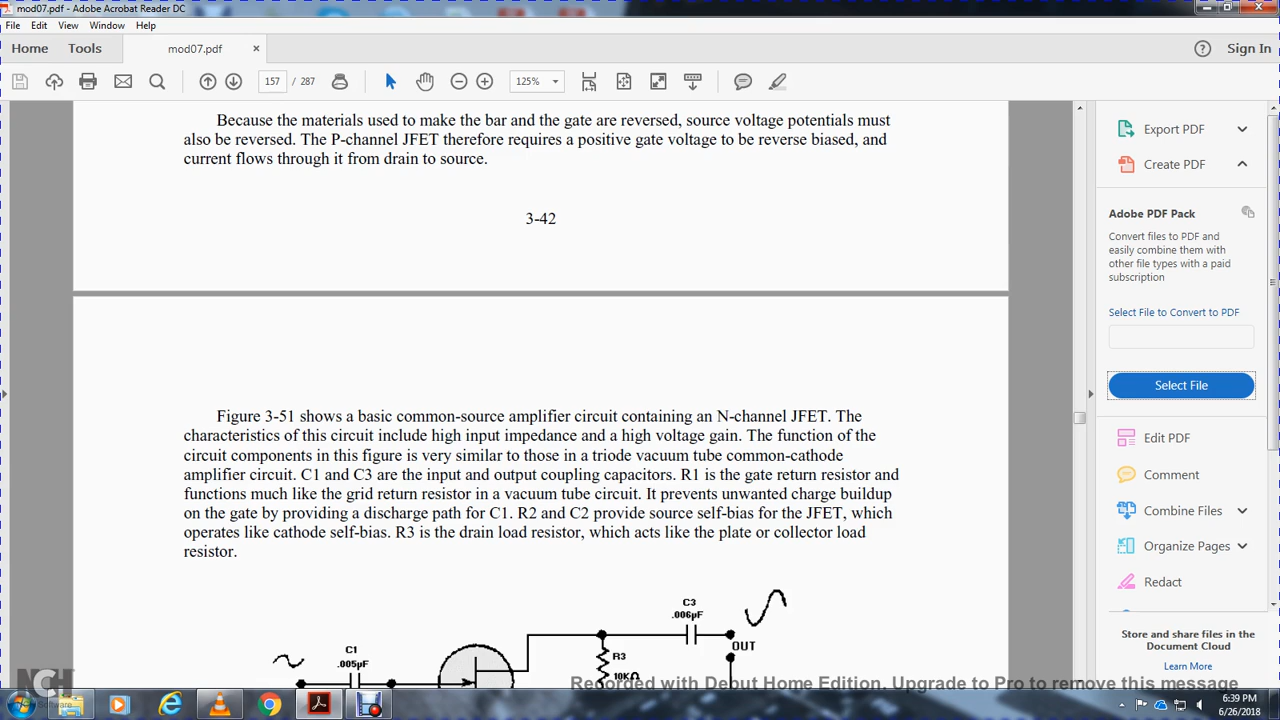 mod07.pdf - Adobe Acrobat Reader DC
File Edit View Window Help
Home Tools mod07.pdf × Sign In
157 / 287 125%
Because the materials used to make the bar and the gate are reversed, source voltage potentials must
also be reversed. The P-channel JFET therefore requires a positive gate voltage to be reverse biased, and
current flows through it from drain to source.
3-42
Figure 3-51 shows a basic common-source amplifier circuit containing an N-channel JFET. The
characteristics of this circuit include high input impedance and a high voltage gain. The function of the
circuit components in this figure is very similar to those in a triode vacuum tube common-cathode
amplifier circuit. C1 and C3 are the input and output coupling capacitors. R1 is the gate return resistor and
functions much like the grid return resistor in a vacuum tube circuit. It prevents unwanted charge buildup
on the gate by providing a discharge path for C1. R2 and C2 provide source self-bias for the JFET, which
operates like cathode self-bias. R3 is the drain load resistor, which acts like the plate or collector load
resistor.
C3
.006µF
OUT
C1
.005µF
R3
10KΩ
Export PDF
Create PDF
Adobe PDF Pack
Convert files to PDF and
easily combine them with
other file types with a paid
subscription
Select File to Convert to PDF
Select File
Edit PDF
Comment
Combine Files
Organize Pages
Redact
Store and share files in the
Document Cloud
Learn More
Recorded with Debut Home Edition. Upgrade to Pro to remove this message
NCH
Software
6:39 PM
6/26/2018